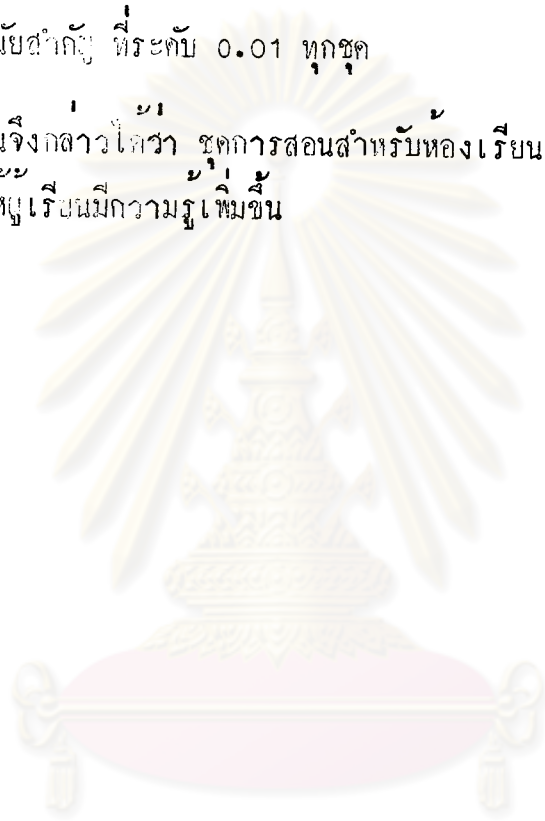 นัยสำคัญ ที่ระดับ 0.01 ทุกชุด
นจึงกล่าวได้ว่า ชุดการสอนสำหรับห้องเรียน
ห้ผู้เรียนมีความรู้เพิ่มขึ้น